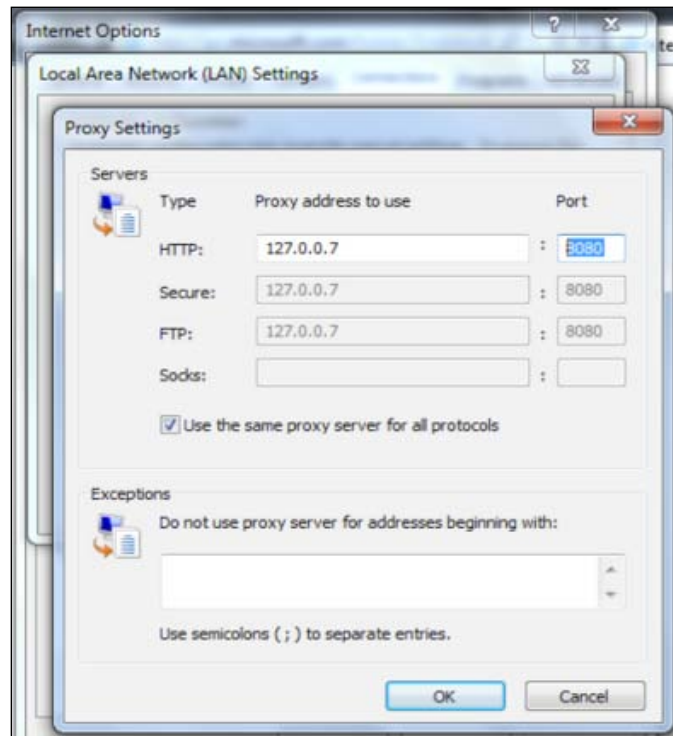 Internet Options
te
Local Area Network (LAN) Settings
Proxy Settings
Servers
Type Proxy address to use Port
HTTP: 127.0.0.7 : 8080
Secure: 127.0.0.7 : 8080
FTP: 127.0.0.7 : 8080
Socks: :
Use the same proxy server for all protocols
Exceptions
Do not use proxy server for addresses beginning with:
Use semicolons ( ; ) to separate entries.
OK Cancel